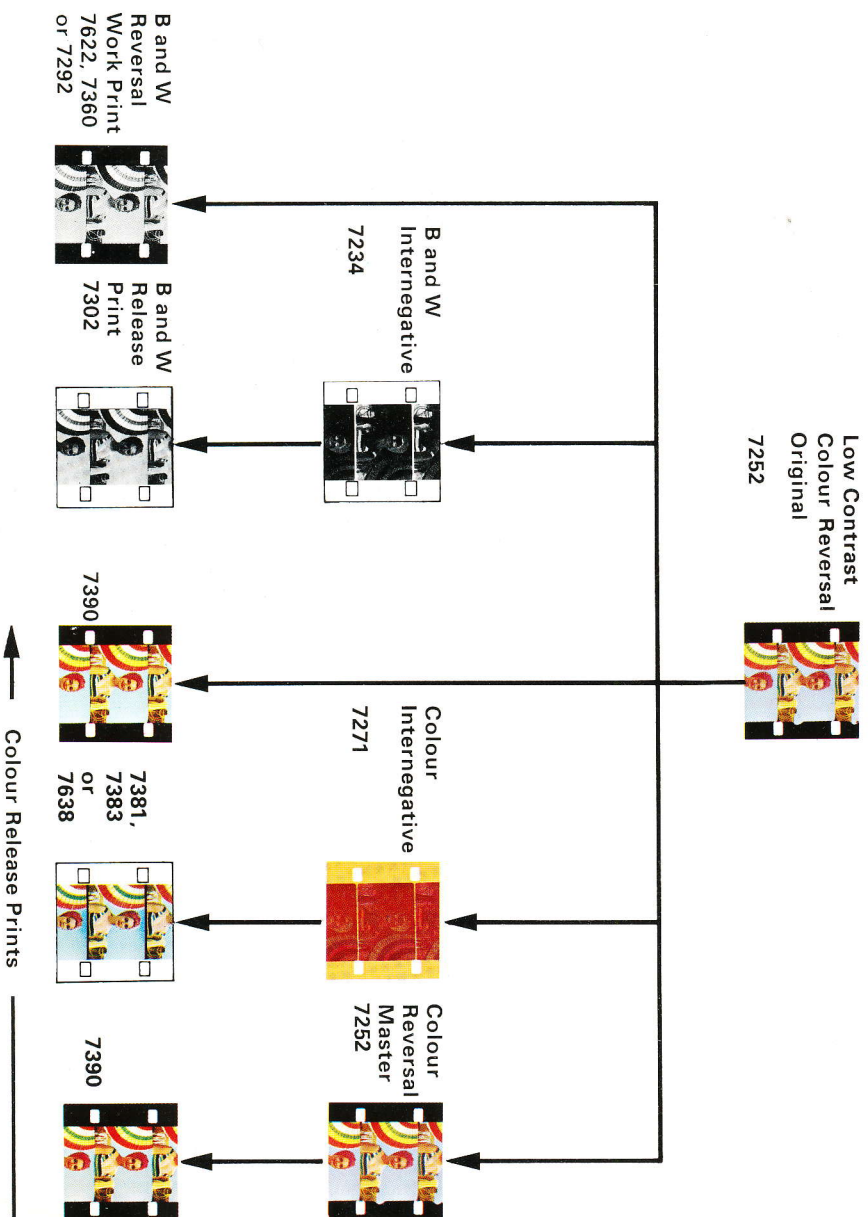 Low Contrast
Colour Reversal
Original
7252
B and W
Internegative
7234
Colour
Internegative
7271
Colour
Reversal
Master
7252
B and W
Reversal
Work Print
7622, 7360
or 7292
B and W
Release
Print
7302
7390
7381,
7383
or
7638
7390
Colour Release Prints